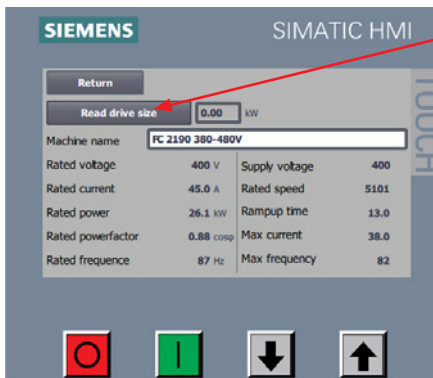 SIEMENS SIMATIC HMI
TOUCH
Return
Read drive size 0.00 kW
Machine name FC 2190 380-480V
Rated voltage 400 V Supply voltage 400
Rated current 45.0 A Rated speed 5101
Rated power 26.1 kW Rampup time 13.0
Rated powerfactor 0.88 cosφ Max current 38.0
Rated frequence 87 Hz Max frequency 82